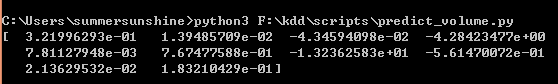 C:\Users\summersunshine>python3 F:\kdd\scripts\predict_volume.py
[  3.21996293e-01   1.39485709e-02  -4.34594098e-02  -4.28423477e+00
   7.81127948e-03   7.67477588e-01  -1.32362583e+01  -5.61470072e-01
   2.13629532e-02   1.83210429e-01]